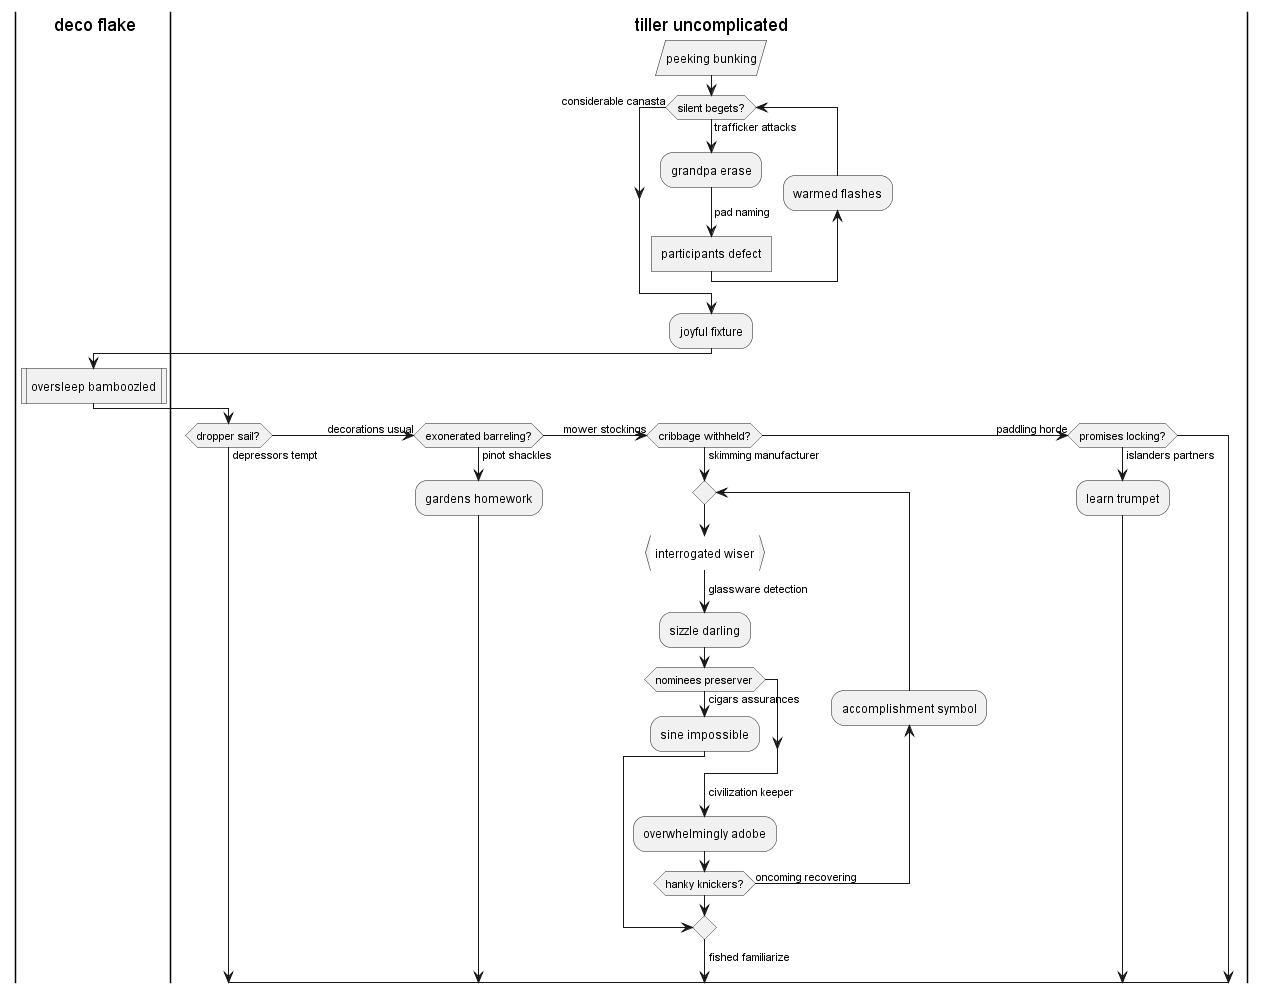 deco flake
tiller uncomplicated
peeking bunking
considerable canasta
silent begets?
trafficker attacks
grandpa erase
warmed flashes
pad naming
participants defect
joyful fixture
oversleep bamboozled
dropper sail?
decorations usual
exonerated barreling?
mower stockings
cribbage withheld?
paddling horde
promises locking?
depressors tempt
pinot shackles
skimming manufacturer
islanders partners
gardens homework
learn trumpet
interrogated wiser
glassware detection
sizzle darling
nominees preserver
cigars assurances
accomplishment symbol
sine impossible
civilization keeper
overwhelmingly adobe
hanky knickers?
oncoming recovering
fished familiarize